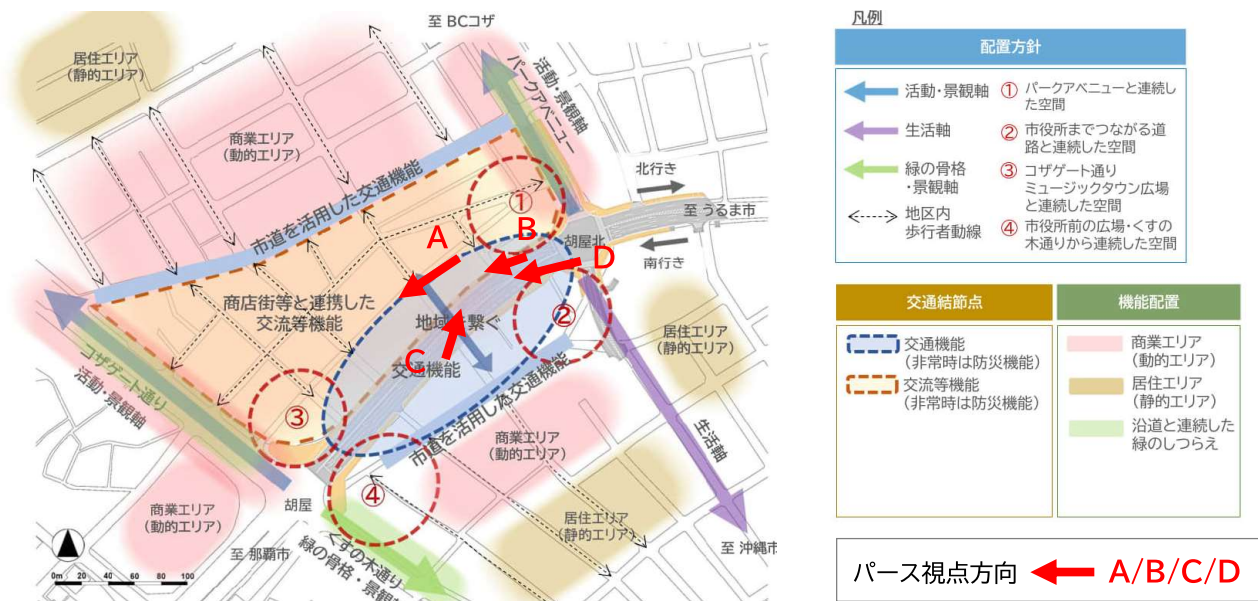 至 BCコザ
居住エリア
(静的エリア)
活動・景観軸
パークアベニュー
商業エリア
(動的エリア)
市道を活用した交通機能
北行き
至 うるま市
南行き
胡屋北
①
A
B
D
②
商店街等と連携した
交流等機能
地域を繋ぐ
交通機能
C
居住エリア
(静的エリア)
コザゲート通り
活動・景観軸
③
市道を活用した交通機能
商業エリア
(動的エリア)
生活軸
④
商業エリア
(動的エリア)
胡屋
居住エリア
(静的エリア)
至 那覇市
くすの木通り
緑の骨格・景観
至 沖縄市
0m 20 40 60 80 100
凡例
配置方針
活動・景観軸
生活軸
緑の骨格
・景観軸
地区内
歩行者動線
① パークアベニューと連続し
た空間
② 市役所までつながる道
路と連続した空間
③ コザゲート通り
ミュージックタウン広場
と連続した空間
④ 市役所前の広場・くすの
木通りから連続した空間
交通結節点
交通機能
(非常時は防災機能)
交流等機能
(非常時は防災機能)
機能配置
商業エリア
(動的エリア)
居住エリア
(静的エリア)
沿道と連続した
緑のしつらえ
パース視点方向 A/B/C/D